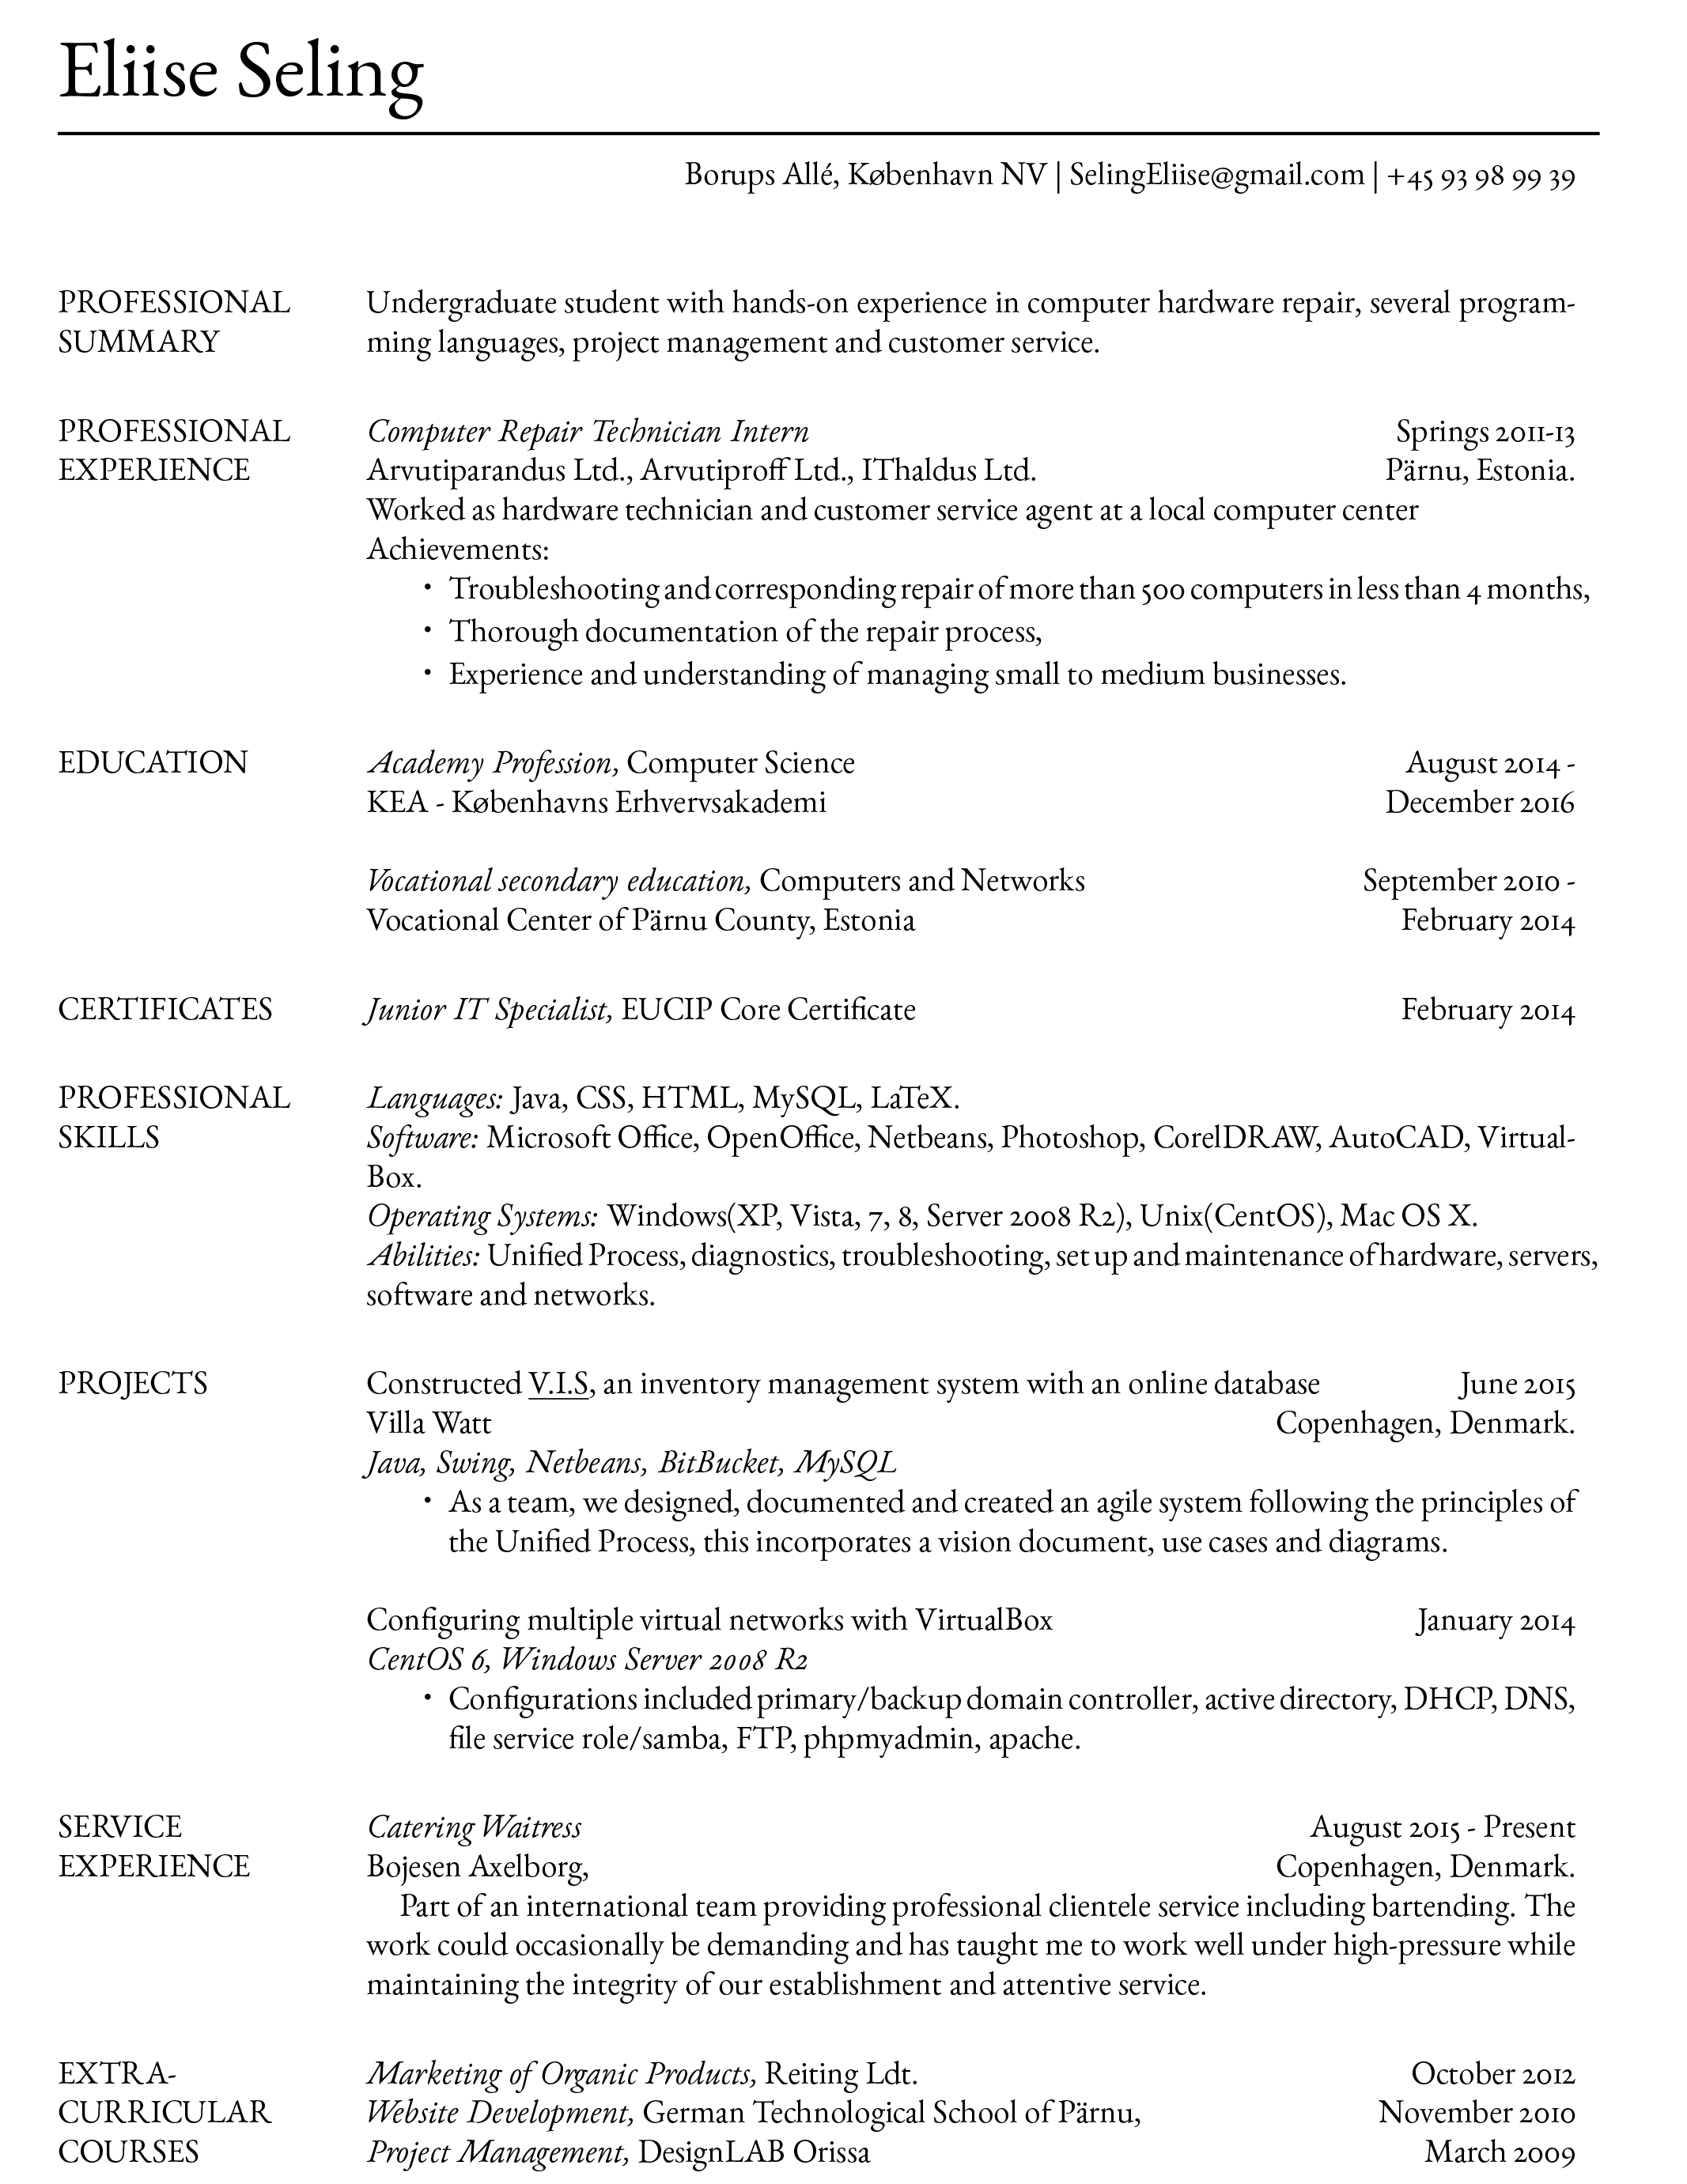 Eliise Seling
Borups Allé, København NV | SelingEliise@gmail.com | +45 93 98 99 39
PROFESSIONAL SUMMARY
Undergraduate student with hands-on experience in computer hardware repair, several program-
ming languages, project management and customer service.
PROFESSIONAL EXPERIENCE
Computer Repair Technician Intern Springs 2011-13
Arvutiparandus Ltd., Arvutiproff Ltd., IThaldus Ltd. Pärnu, Estonia.
Worked as hardware technician and customer service agent at a local computer center
Achievements:
• Troubleshooting and corresponding repair of more than 500 computers in less than 4 months,
• Thorough documentation of the repair process,
• Experience and understanding of managing small to medium businesses.
EDUCATION
Academy Profession, Computer Science August 2014 -
KEA - Københavns Erhvervsakademi December 2016
Vocational secondary education, Computers and Networks September 2010 -
Vocational Center of Pärnu County, Estonia February 2014
CERTIFICATES
Junior IT Specialist, EUCIP Core Certificate February 2014
PROFESSIONAL SKILLS
Languages: Java, CSS, HTML, MySQL, LaTeX.
Software: Microsoft Office, OpenOffice, Netbeans, Photoshop, CorelDRAW, AutoCAD, Virtual-
Box.
Operating Systems: Windows(XP, Vista, 7, 8, Server 2008 R2), Unix(CentOS), Mac OS X.
Abilities: Unified Process, diagnostics, troubleshooting, set up and maintenance of hardware, servers,
software and networks.
PROJECTS
Constructed V.I.S, an inventory management system with an online database June 2015
Villa Watt Copenhagen, Denmark.
Java, Swing, Netbeans, BitBucket, MySQL
• As a team, we designed, documented and created an agile system following the principles of
the Unified Process, this incorporates a vision document, use cases and diagrams.
Configuring multiple virtual networks with VirtualBox January 2014
CentOS 6, Windows Server 2008 R2
• Configurations included primary/backup domain controller, active directory, DHCP, DNS,
file service role/samba, FTP, phpmyadmin, apache.
SERVICE EXPERIENCE
Catering Waitress August 2015 - Present
Bojesen Axelborg, Copenhagen, Denmark.
Part of an international team providing professional clientele service including bartending. The
work could occasionally be demanding and has taught me to work well under high-pressure while
maintaining the integrity of our establishment and attentive service.
EXTRA-
CURRICULAR
COURSES
Marketing of Organic Products, Reiting Ldt. October 2012
Website Development, German Technological School of Pärnu, November 2010
Project Management, DesignLAB Orissa March 2009